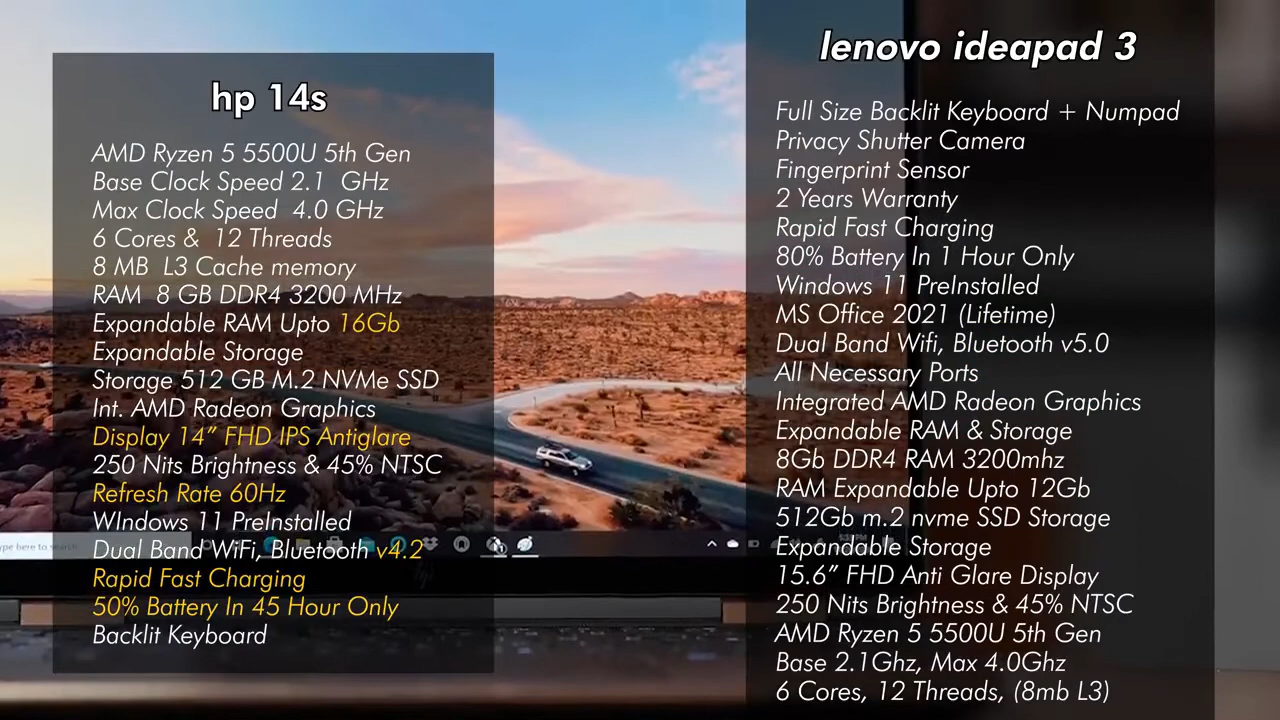 hp 14s
AMD Ryzen 5 5500U 5th Gen
Base Clock Speed 2.1 GHz
Max Clock Speed 4.0 GHz
6 Cores & 12 Threads
8 MB L3 Cache memory
RAM 8 GB DDR4 3200 MHz
Expandable RAM Upto 16Gb
Expandable Storage
Storage 512 GB M.2 NVMe SSD
Int. AMD Radeon Graphics
Display 14” FHD IPS Antiglare
250 Nits Brightness & 45% NTSC
Refresh Rate 60Hz
WIndows 11 PreInstalled
Dual Band WiFi, Bluetooth v4.2
Rapid Fast Charging
50% Battery In 45 Hour Only
Backlit Keyboard
lenovo ideapad 3
Full Size Backlit Keyboard + Numpad
Privacy Shutter Camera
Fingerprint Sensor
2 Years Warranty
Rapid Fast Charging
80% Battery In 1 Hour Only
Windows 11 PreInstalled
MS Office 2021 (Lifetime)
Dual Band Wifi, Bluetooth v5.0
All Necessary Ports
Integrated AMD Radeon Graphics
Expandable RAM & Storage
8Gb DDR4 RAM 3200mhz
RAM Expandable Upto 12Gb
512Gb m.2 nvme SSD Storage
Expandable Storage
15.6” FHD Anti Glare Display
250 Nits Brightness & 45% NTSC
AMD Ryzen 5 5500U 5th Gen
Base 2.1Ghz, Max 4.0Ghz
6 Cores, 12 Threads, (8mb L3)
ype here to search